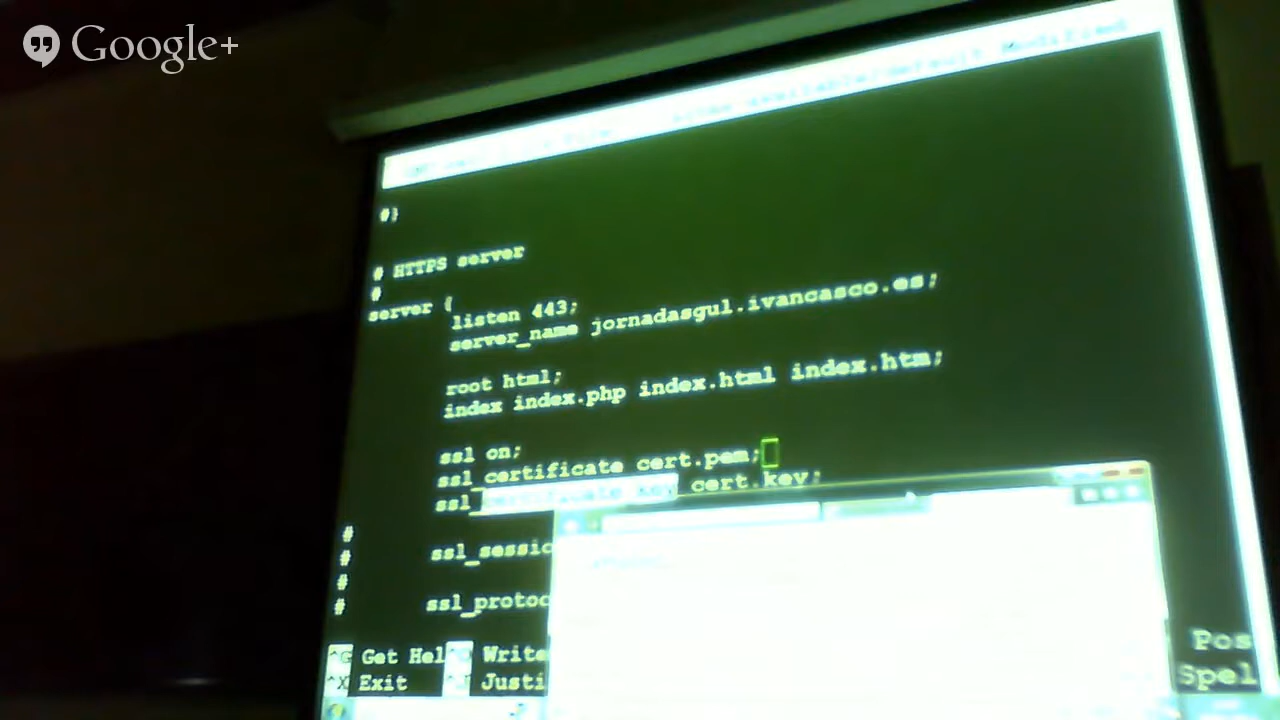 Google+
#}
# HTTPS server
#
server {
listen 443;
server_name jornadasgul.ivancasco.es;
root html;
index index.php index.html index.htm;
ssl on;
ssl_certificate cert.pem;
ssl_certificate_key cert.key;
#
# ssl_sessic
#
# ssl_protoc
^G Get Hel Write Pos
^X Exit ^J Justi Spel